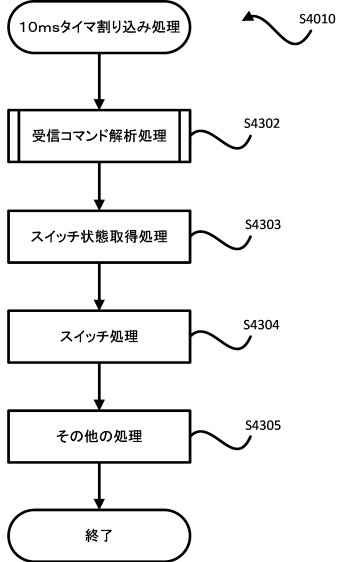 10msタイマ割り込み処理
S4010
受信コマンド解析処理
S4302
スイッチ状態取得処理
S4303
スイッチ処理
S4304
その他の処理
S4305
終了